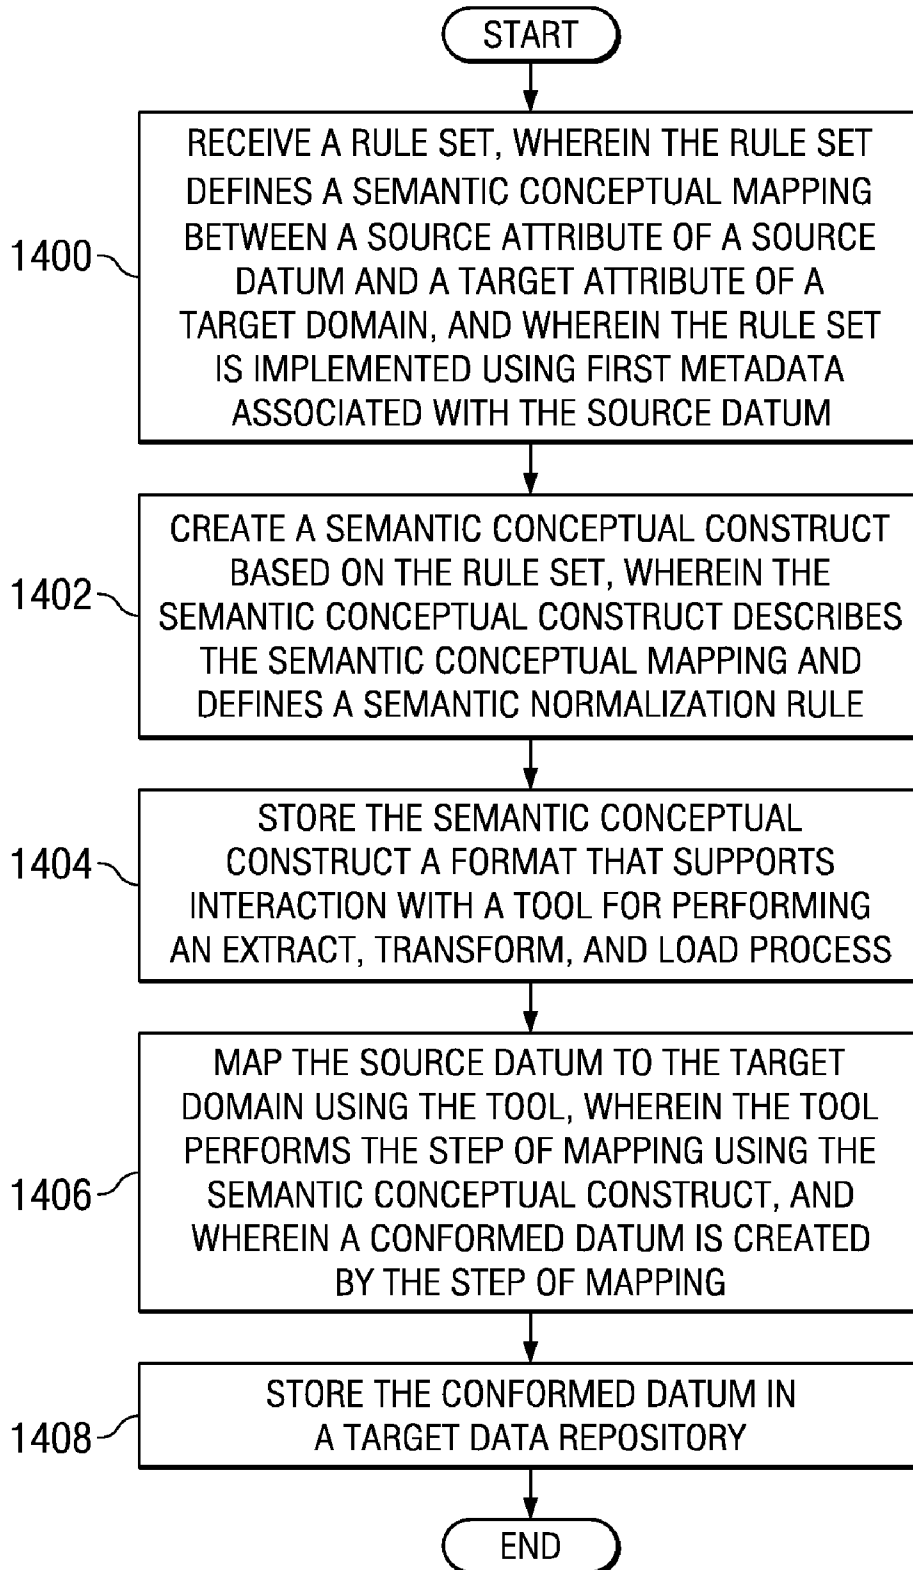 START
1400
RECEIVE A RULE SET, WHEREIN THE RULE SET
DEFINES A SEMANTIC CONCEPTUAL MAPPING
BETWEEN A SOURCE ATTRIBUTE OF A SOURCE
DATUM AND A TARGET ATTRIBUTE OF A
TARGET DOMAIN, AND WHEREIN THE RULE SET
IS IMPLEMENTED USING FIRST METADATA
ASSOCIATED WITH THE SOURCE DATUM
1402
CREATE A SEMANTIC CONCEPTUAL CONSTRUCT
BASED ON THE RULE SET, WHEREIN THE
SEMANTIC CONCEPTUAL CONSTRUCT DESCRIBES
THE SEMANTIC CONCEPTUAL MAPPING AND
DEFINES A SEMANTIC NORMALIZATION RULE
1404
STORE THE SEMANTIC CONCEPTUAL
CONSTRUCT A FORMAT THAT SUPPORTS
INTERACTION WITH A TOOL FOR PERFORMING
AN EXTRACT, TRANSFORM, AND LOAD PROCESS
1406
MAP THE SOURCE DATUM TO THE TARGET
DOMAIN USING THE TOOL, WHEREIN THE TOOL
PERFORMS THE STEP OF MAPPING USING THE
SEMANTIC CONCEPTUAL CONSTRUCT, AND
WHEREIN A CONFORMED DATUM IS CREATED
BY THE STEP OF MAPPING
1408
STORE THE CONFORMED DATUM IN
A TARGET DATA REPOSITORY
END